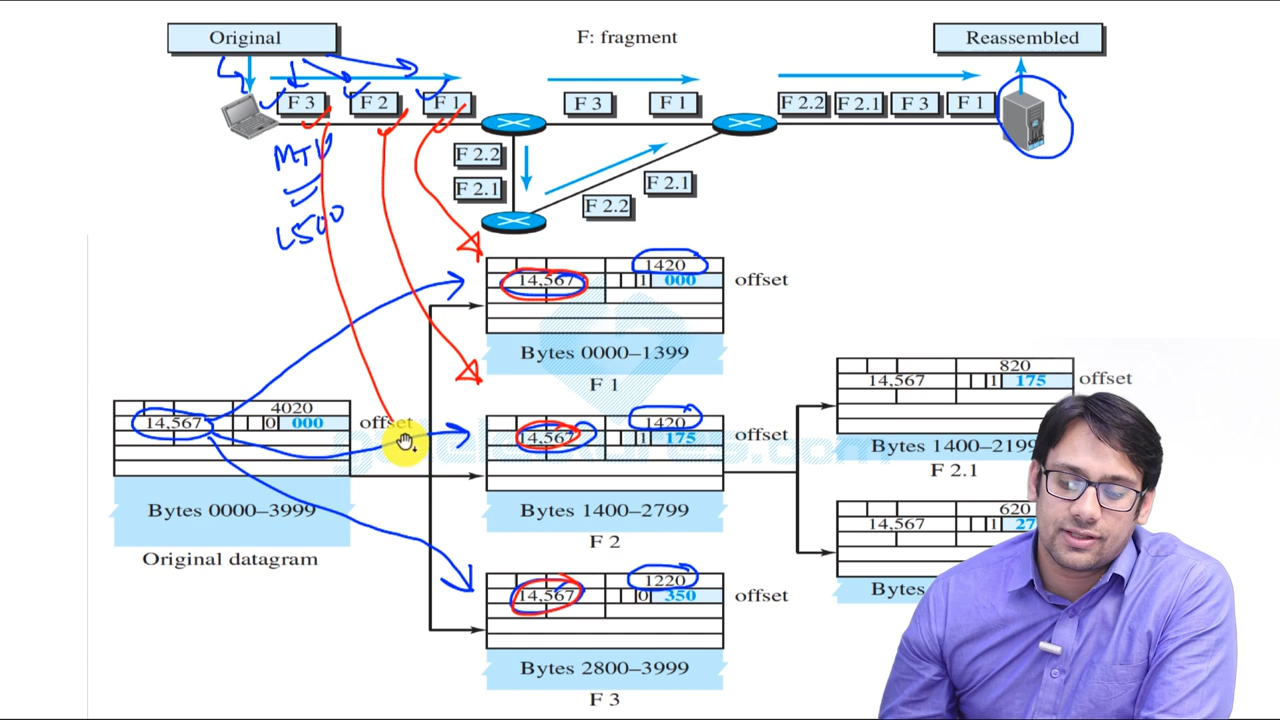 Original
F: fragment
Reassembled
F 3
F 2
F 1
F 3
F 1
F 2.2
F 2.1
F 3
F 1
MTU
1500
F 2.2
F 2.1
F 2.1
F 2.2
1420
14,567
1
000
offset
Bytes 0000–1399
F 1
4020
14,567
0
000
offset
Bytes 0000–3999
Original datagram
1420
14,567
1
175
offset
Bytes 1400–2799
F 2
1220
14,567
0
350
offset
Bytes 2800–3999
F 3
820
14,567
1
175
offset
Bytes 1400–2199
F 2.1
620
14,567
1
27
Bytes